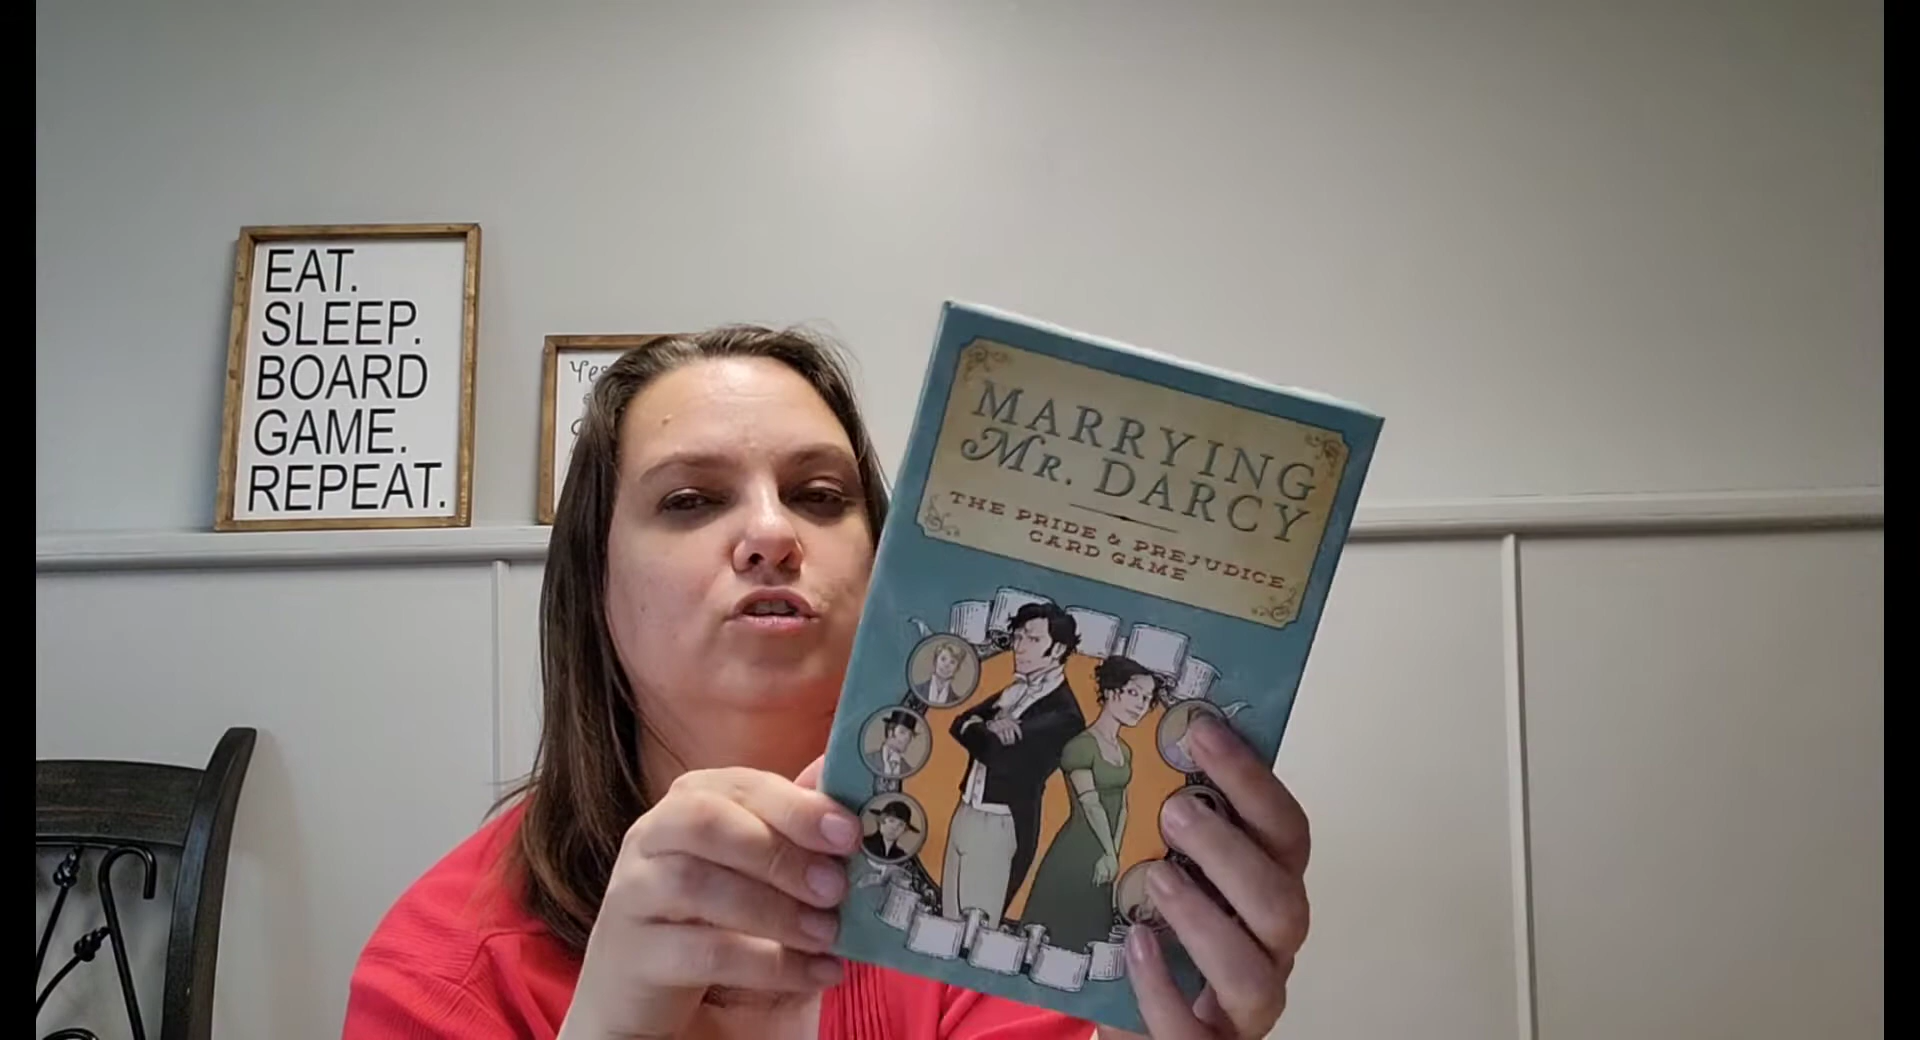 EAT.
SLEEP.
BOARD
GAME.
REPEAT.
MARRYING
MR. DARCY
THE PRIDE & PREJUDICE
CARD GAME